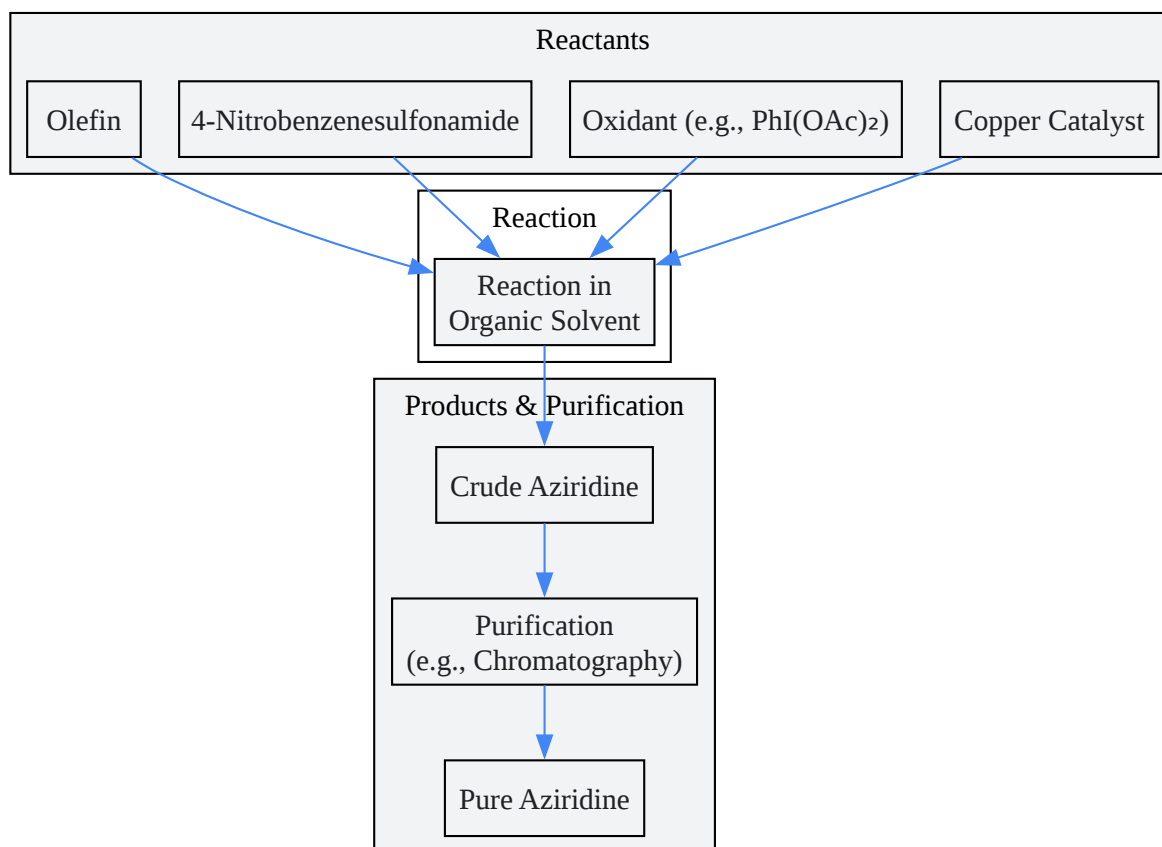 Reactants
Olefin
4-Nitrobenzenesulfonamide
Oxidant (e.g., PhI(OAc)₂)
Copper Catalyst
Reaction
Reaction in
Organic Solvent
Products & Purification
Crude Aziridine
Purification
(e.g., Chromatography)
Pure Aziridine